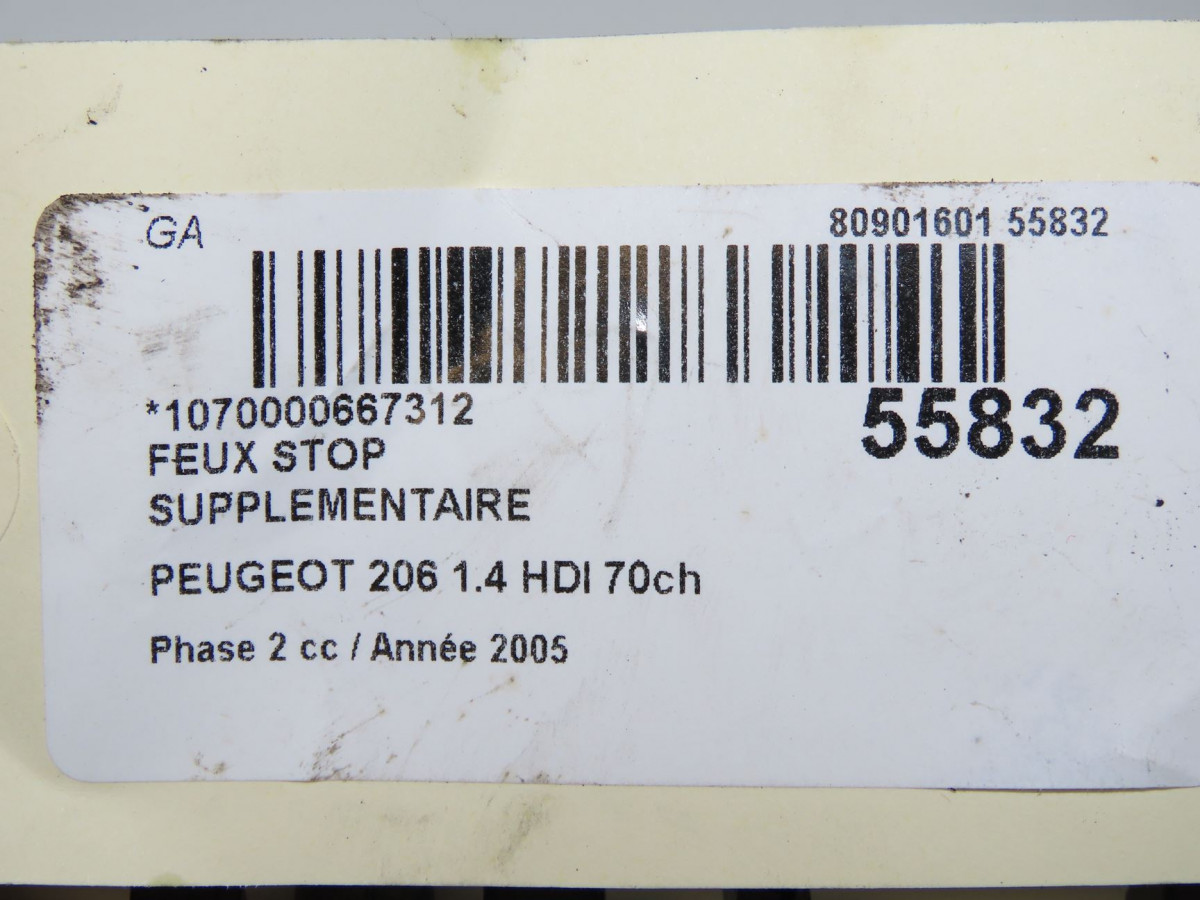 GA
80901601 55832
*1070000667312
55832
FEUX STOP
SUPPLEMENTAIRE
PEUGEOT 206 1.4 HDI 70ch
Phase 2 cc / Année 2005